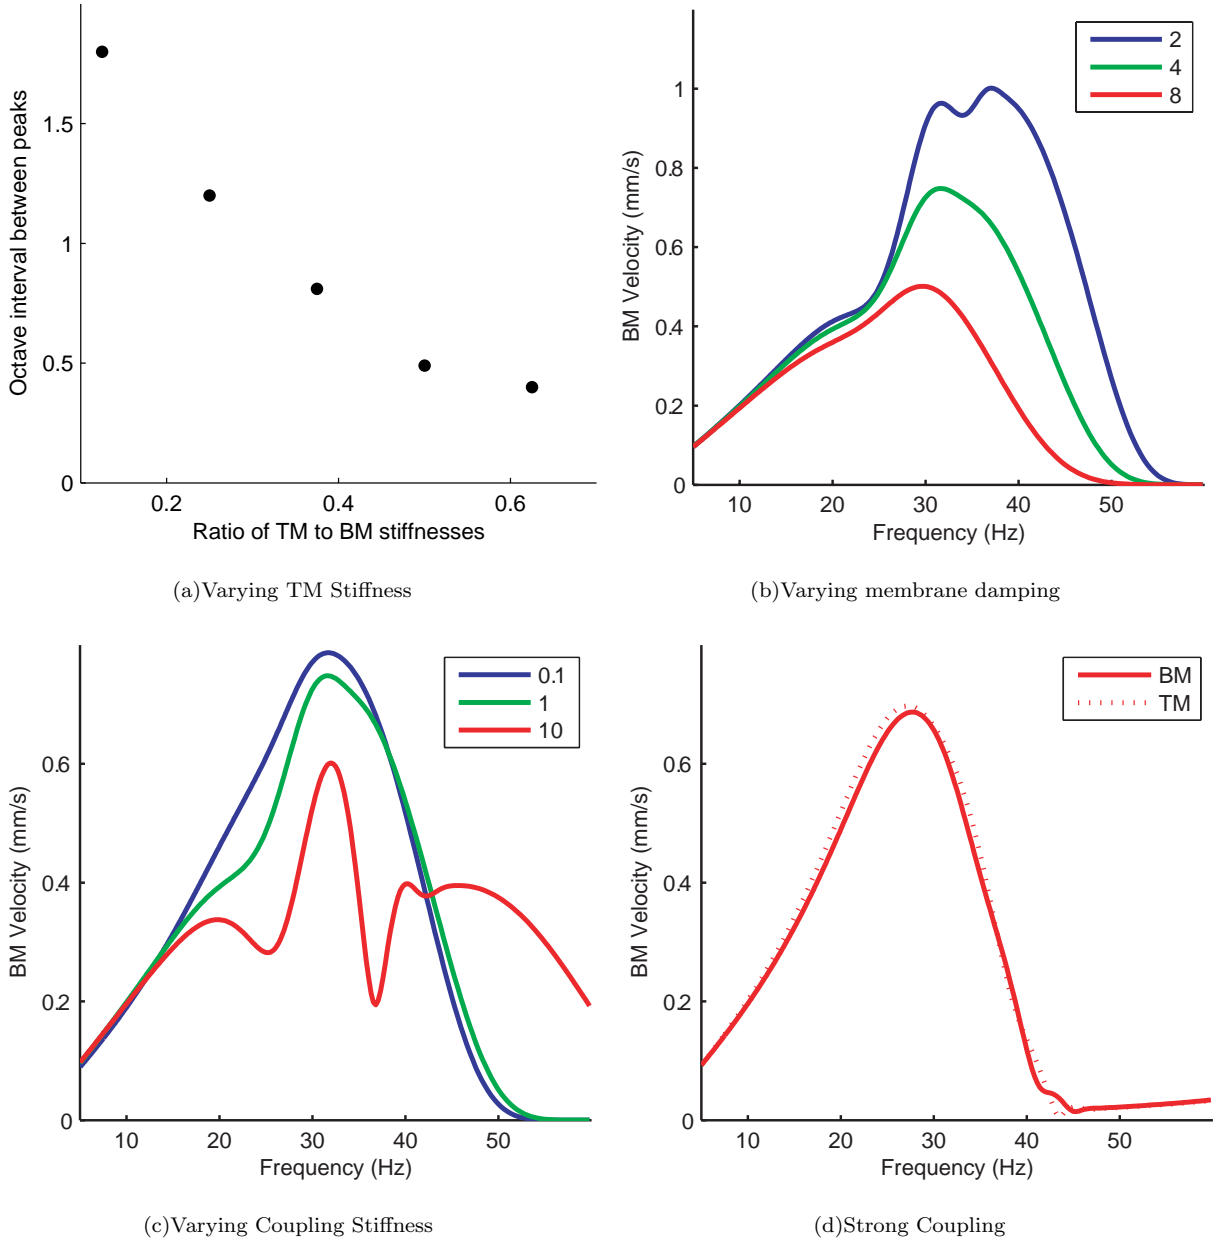 Octave interval between peaks
1.5
1
0.5
0
0.2 0.4 0.6
Ratio of TM to BM stiffnesses
(a)Varying TM Stiffness
BM Velocity (mm/s)
1
0.8
0.6
0.4
0.2
0
2
4
8
10 20 30 40 50
Frequency (Hz)
(b)Varying membrane damping
BM Velocity (mm/s)
0.6
0.4
0.2
0
0.1
1
10
10 20 30 40 50
Frequency (Hz)
(c)Varying Coupling Stiffness
BM Velocity (mm/s)
0.6
0.4
0.2
0
BM
TM
10 20 30 40 50
Frequency (Hz)
(d)Strong Coupling